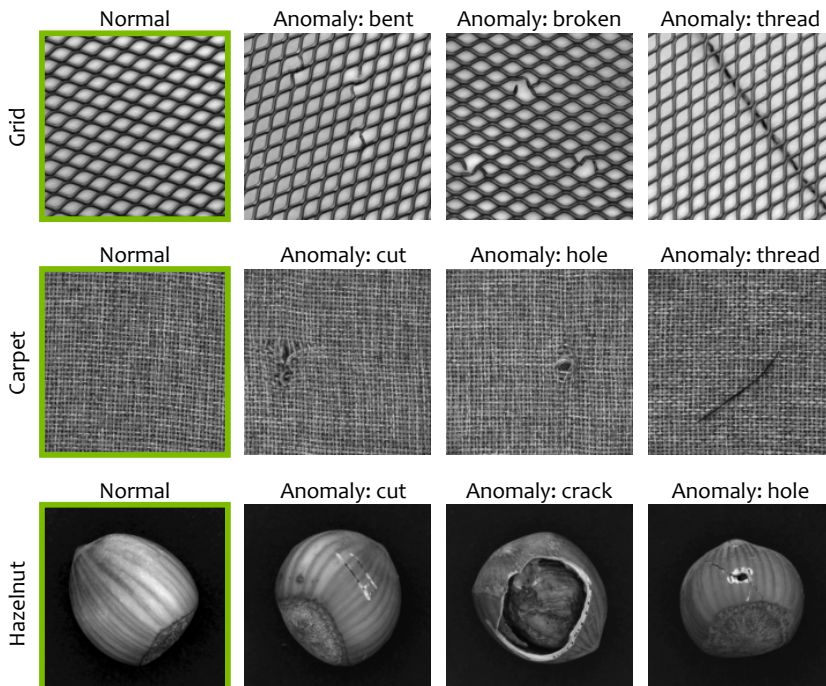 Normal Anomaly: bent Anomaly: broken Anomaly: thread
Grid
Normal Anomaly: cut Anomaly: hole Anomaly: thread
Carpet
Normal Anomaly: cut Anomaly: crack Anomaly: hole
Hazelnut